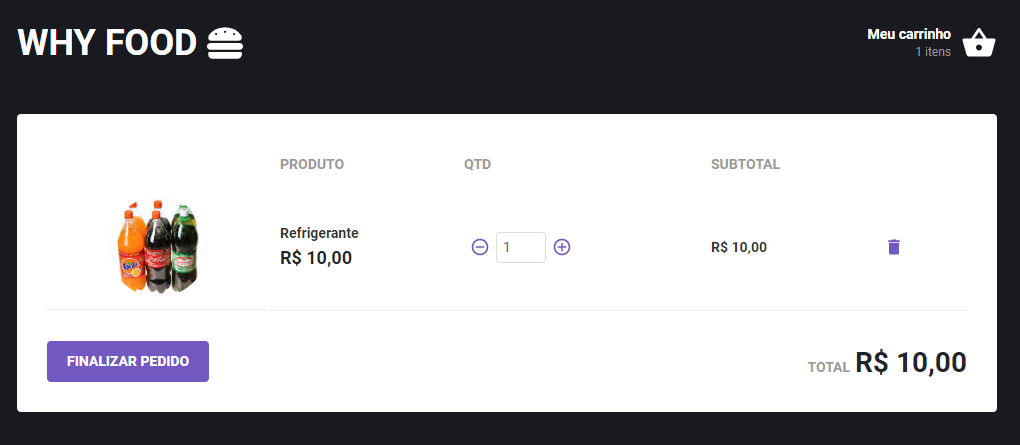 WHY FOOD
Meu carrinho
1 itens
PRODUTO QTD SUBTOTAL
Refrigerante
R$ 10,00
1
R$ 10,00
FINALIZAR PEDIDO
TOTAL R$ 10,00